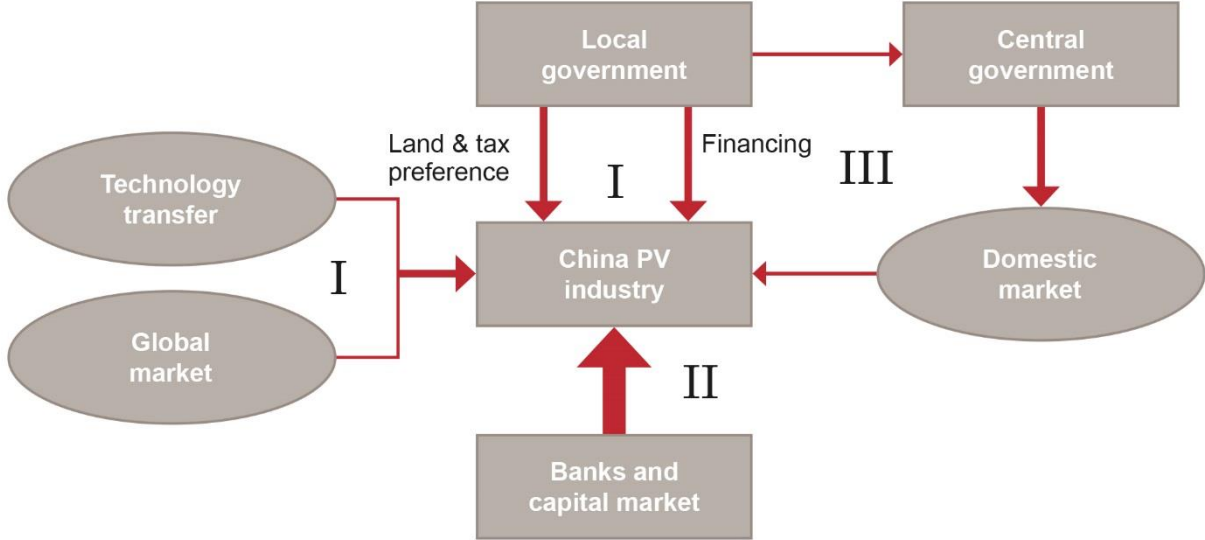 Local
government
Central
government
Land & tax
preference
Financing
I
III
Technology
transfer
I
Global
market
China PV
industry
Domestic
market
II
Banks and
capital market